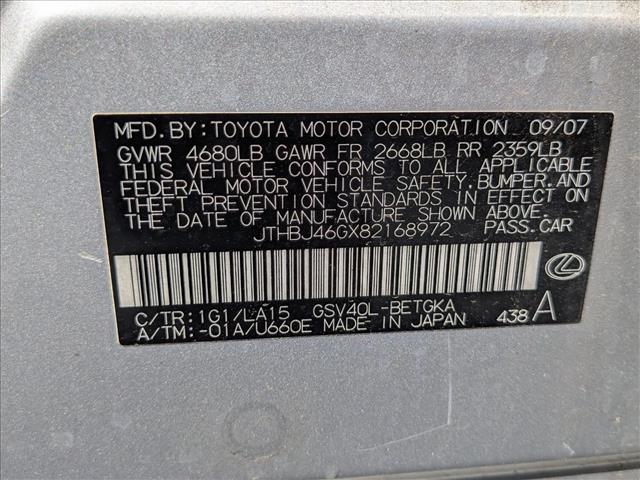 MFD.BY:TOYOTA MOTOR CORPORATION 09/07
GVWR 4680LB GAWR FR 2668LB RR 2359LB
THIS VEHICLE CONFORMS TO ALL APPLICABLE
FEDERAL MOTOR VEHICLE SAFETY,BUMPER,AND
THEFT PREVENTION STANDARDS IN EFFECT ON
THE DATE OF MANUFACTURE SHOWN ABOVE.
JTHBJ46GX82168972 PASS.CAR
C/TR:1G1/LA15 GSV40L-BETGKA
A/TM:-01A/U660E MADE IN JAPAN 438 A